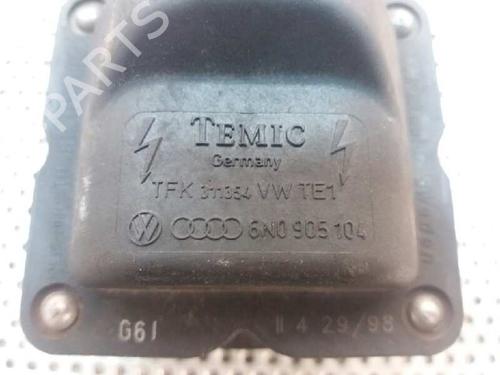 PARTS
TEMIC
Germany
TFK 311354 VW TE1
6N0 905 104
G61
II 4 29/98